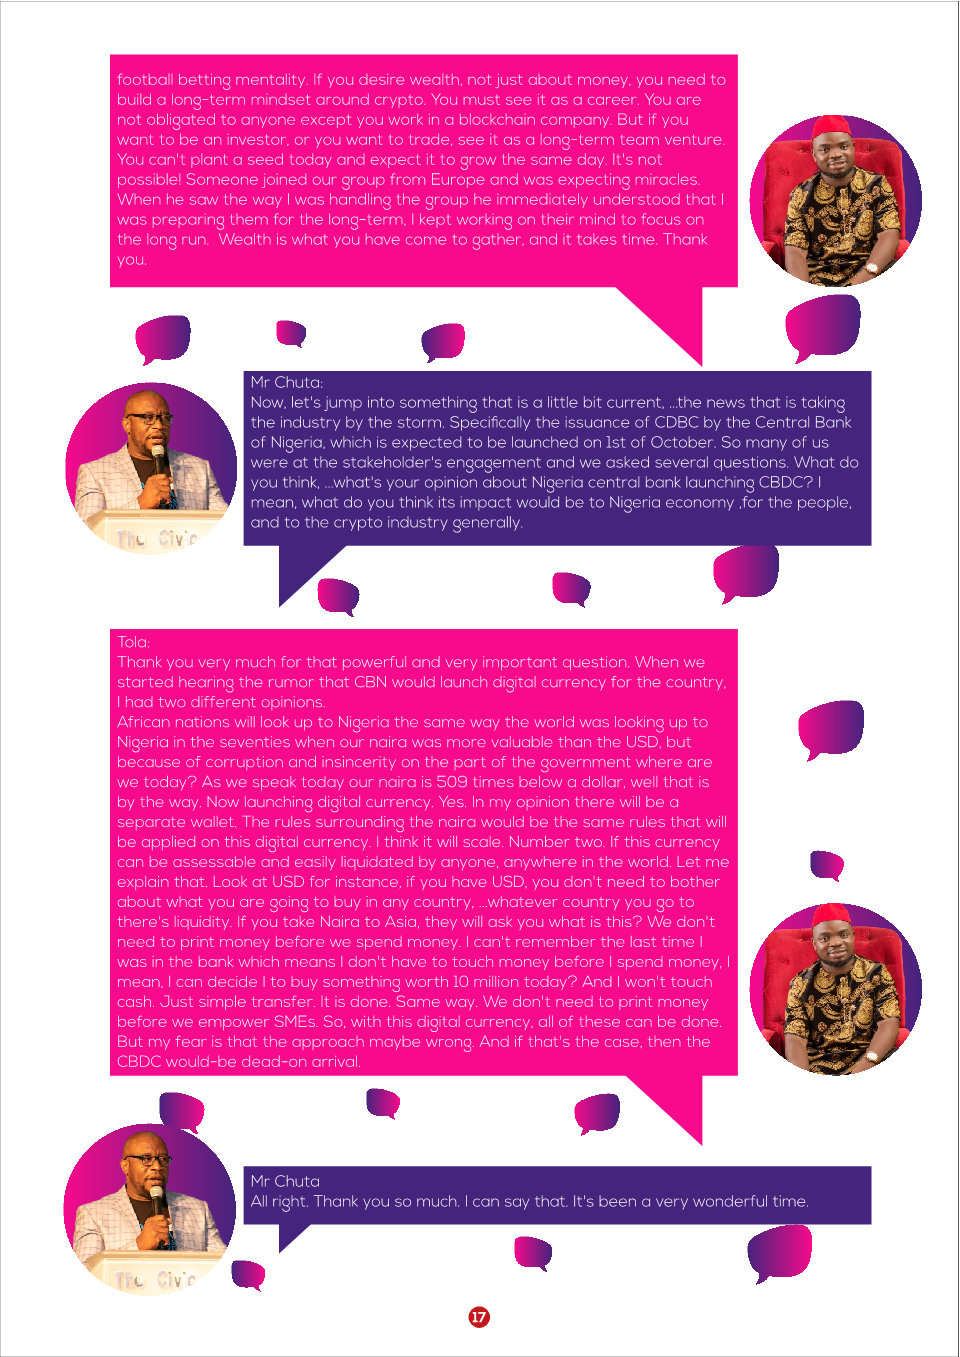 football betting mentality. If you desire wealth, not just about money, you need to
build a long-term mindset around crypto. You must see it as a career. You are
not obligated to anyone except you work in a blockchain company. But if you
want to be an investor, or you want to trade, see it as a long-term team venture.
You can't plant a seed today and expect it to grow the same day. It's not
possible! Someone joined our group from Europe and was expecting miracles.
When he saw the way I was handling the group he immediately understood that I
was preparing them for the long-term, I kept working on their mind to focus on
the long run. Wealth is what you have come to gather, and it takes time. Thank
you.
Mr Chuta:
Now, let's jump into something that is a little bit current, ...the news that is taking
the industry by the storm. Specifically the issuance of CDBC by the Central Bank
of Nigeria, which is expected to be launched on 1st of October. So many of us
were at the stakeholder's engagement and we asked several questions. What do
you think, ...what's your opinion about Nigeria central bank launching CBDC? I
mean, what do you think its impact would be to Nigeria economy ,for the people,
and to the crypto industry generally.
The Civic
Tola:
Thank you very much for that powerful and very important question. When we
started hearing the rumor that CBN would launch digital currency for the country,
I had two different opinions.
African nations will look up to Nigeria the same way the world was looking up to
Nigeria in the seventies when our naira was more valuable than the USD, but
because of corruption and insincerity on the part of the government where are
we today? As we speak today our naira is 509 times below a dollar, well that is
by the way. Now launching digital currency. Yes. In my opinion there will be a
separate wallet. The rules surrounding the naira would be the same rules that will
be applied on this digital currency. I think it will scale. Number two. If this currency
can be assessable and easily liquidated by anyone, anywhere in the world. Let me
explain that. Look at USD for instance, if you have USD, you don't need to bother
about what you are going to buy in any country, ...whatever country you go to
there's liquidity. If you take Naira to Asia, they will ask you what is this? We don't
need to print money before we spend money. I can't remember the last time I
was in the bank which means I don't have to touch money before I spend money, I
mean, I can decide I to buy something worth 10 million today? And I won't touch
cash. Just simple transfer. It is done. Same way. We don't need to print money
before we empower SMEs. So, with this digital currency, all of these can be done.
But my fear is that the approach maybe wrong. And if that's the case, then the
CBDC would-be dead-on arrival.
Mr Chuta
All right. Thank you so much. I can say that. It's been a very wonderful time.
The Civic
17